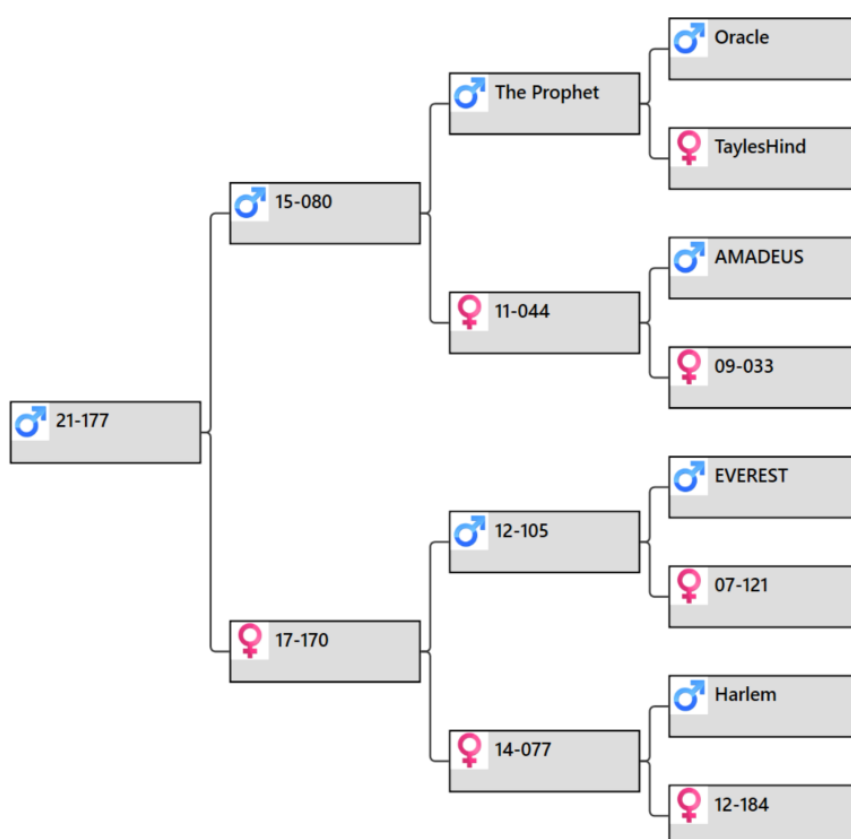 Oracle
The Prophet
TaylesHind
15-080
AMADEUS
11-044
09-033
21-177
EVEREST
12-105
07-121
17-170
Harlem
14-077
12-184